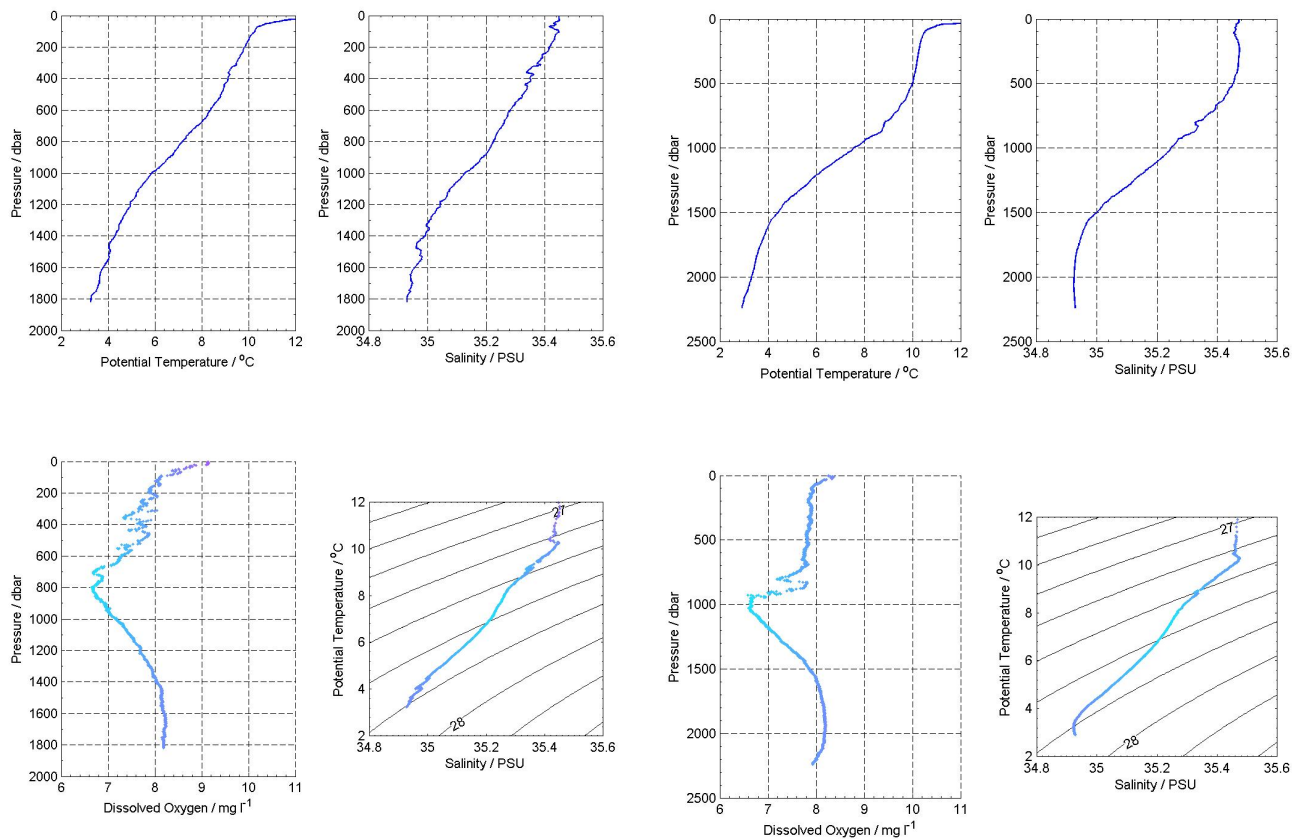 0
200
400
600
800
1000
1200
1400
1600
1800
2000
Pressure / dbar
2 4 6 8 10 12
Potential Temperature / °C
0
200
400
600
800
1000
1200
1400
1600
1800
2000
Pressure / dbar
34.8 35 35.2 35.4 35.6
Salinity / PSU
0
500
1000
1500
2000
2500
Pressure / dbar
2 4 6 8 10 12
Potential Temperature / °C
0
500
1000
1500
2000
2500
Pressure / dbar
34.8 35 35.2 35.4 35.6
Salinity / PSU
0
200
400
600
800
1000
1200
1400
1600
1800
2000
Pressure / dbar
6 7 8 9 10 11
Dissolved Oxygen / mg l⁻¹
12
10
8
6
4
2
Potential Temperature / °C
27
28
34.8 35 35.2 35.4 35.6
Salinity / PSU
0
500
1000
1500
2000
2500
Pressure / dbar
6 7 8 9 10 11
Dissolved Oxygen / mg l⁻¹
12
10
8
6
4
2
Potential Temperature / °C
27
28
34.8 35 35.2 35.4 35.6
Salinity / PSU